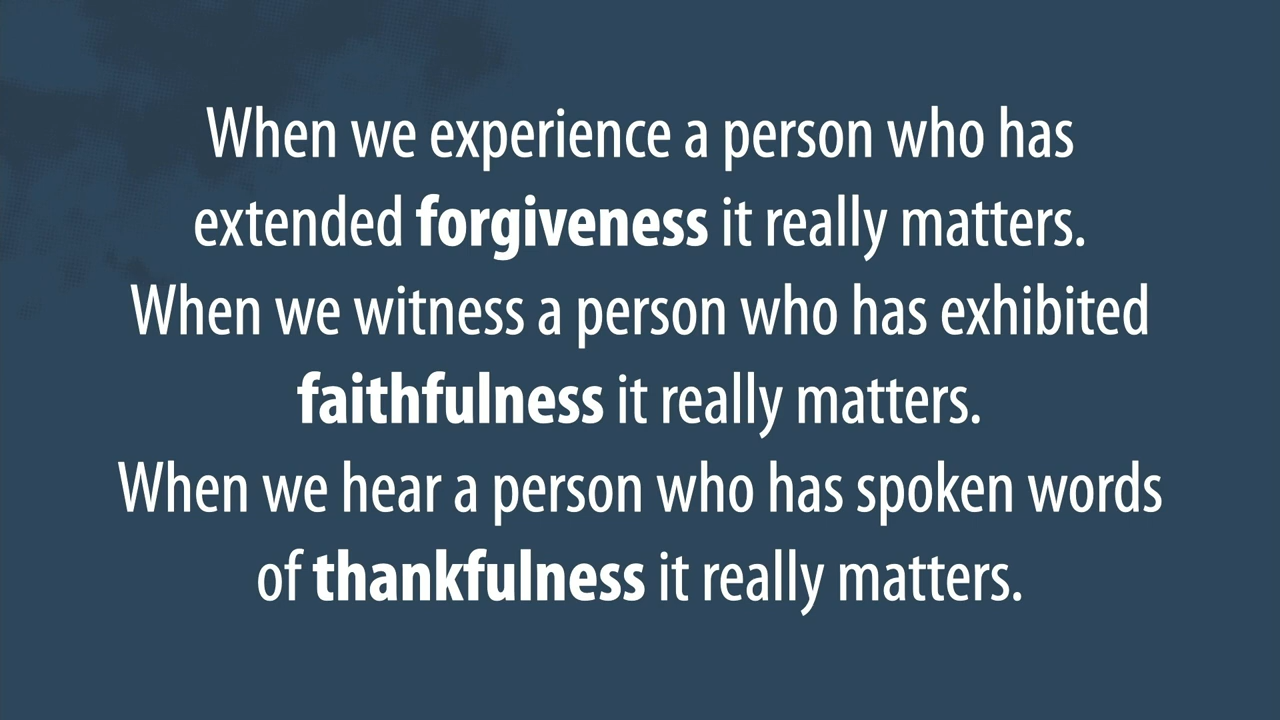 When we experience a person who has
extended forgiveness it really matters.
When we witness a person who has exhibited
faithfulness it really matters.
When we hear a person who has spoken words
of thankfulness it really matters.